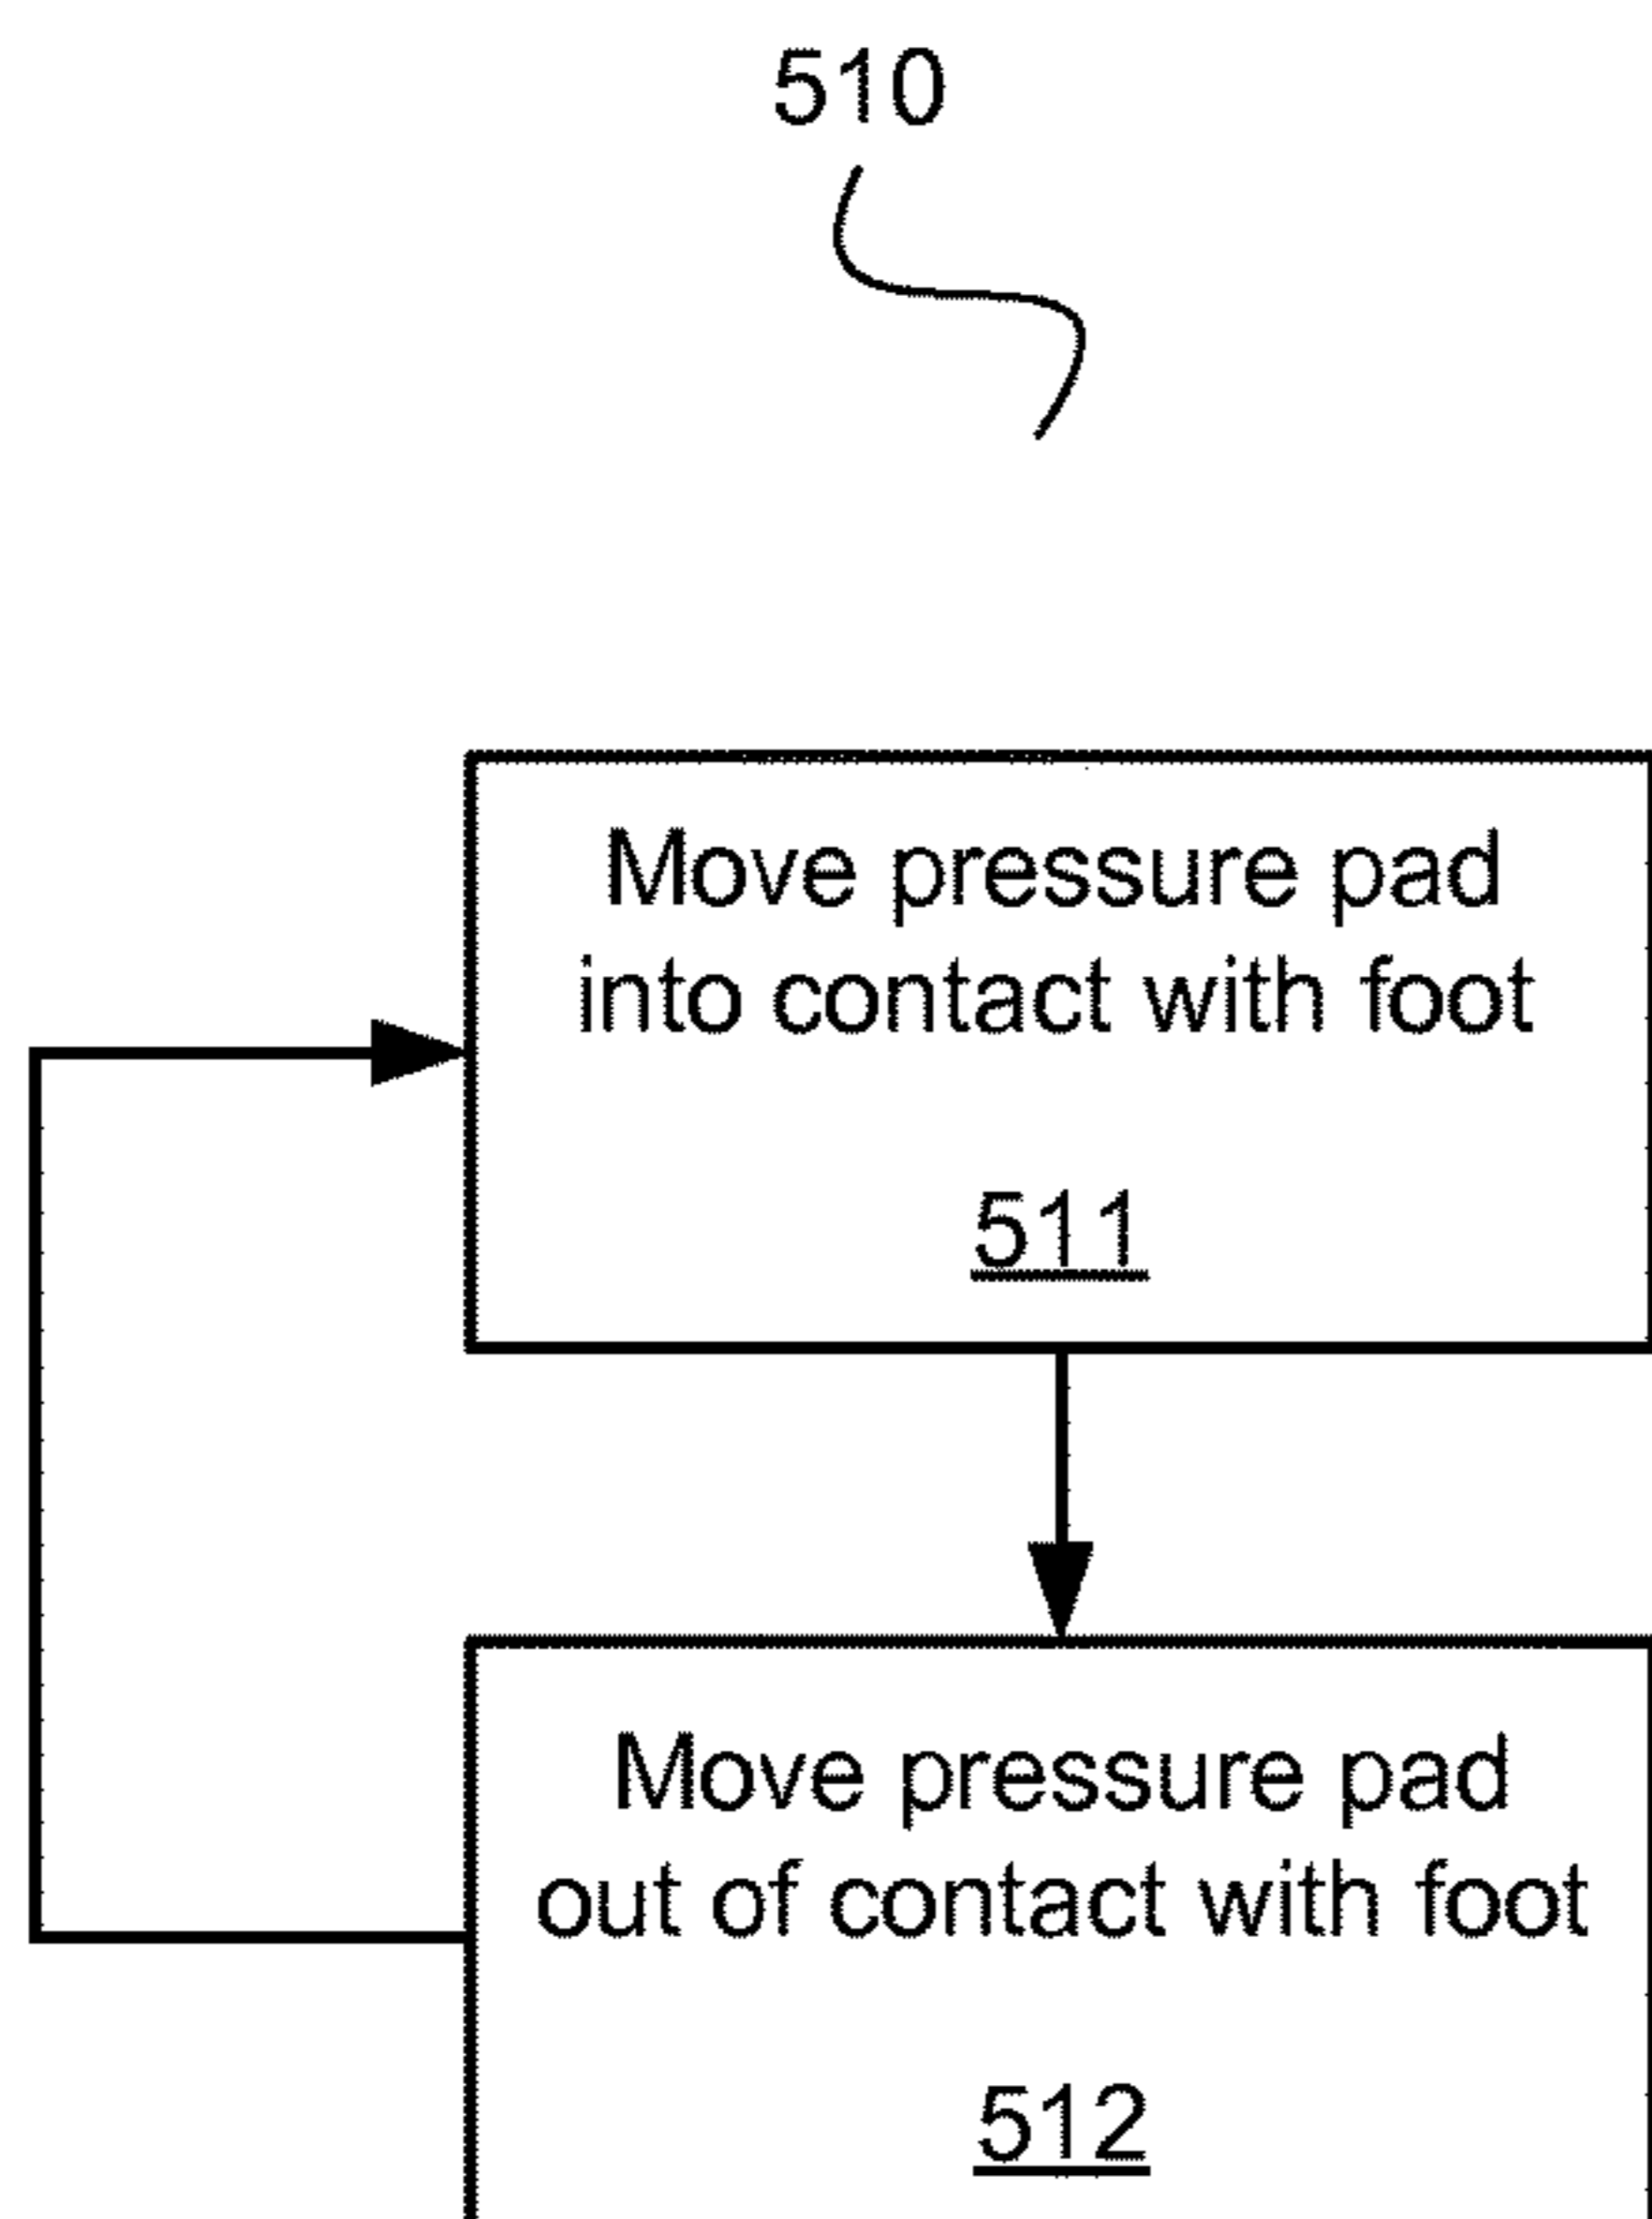 510
Move pressure pad
into contact with foot
511
Move pressure pad
out of contact with foot
512